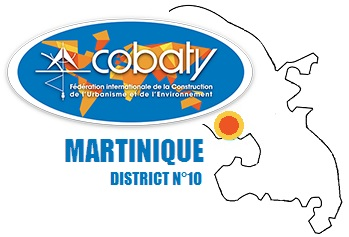 cobaty
Fédération internationale de la Construction
de l'Urbanisme et de l'Environnement
MARTINIQUE
DISTRICT N°10